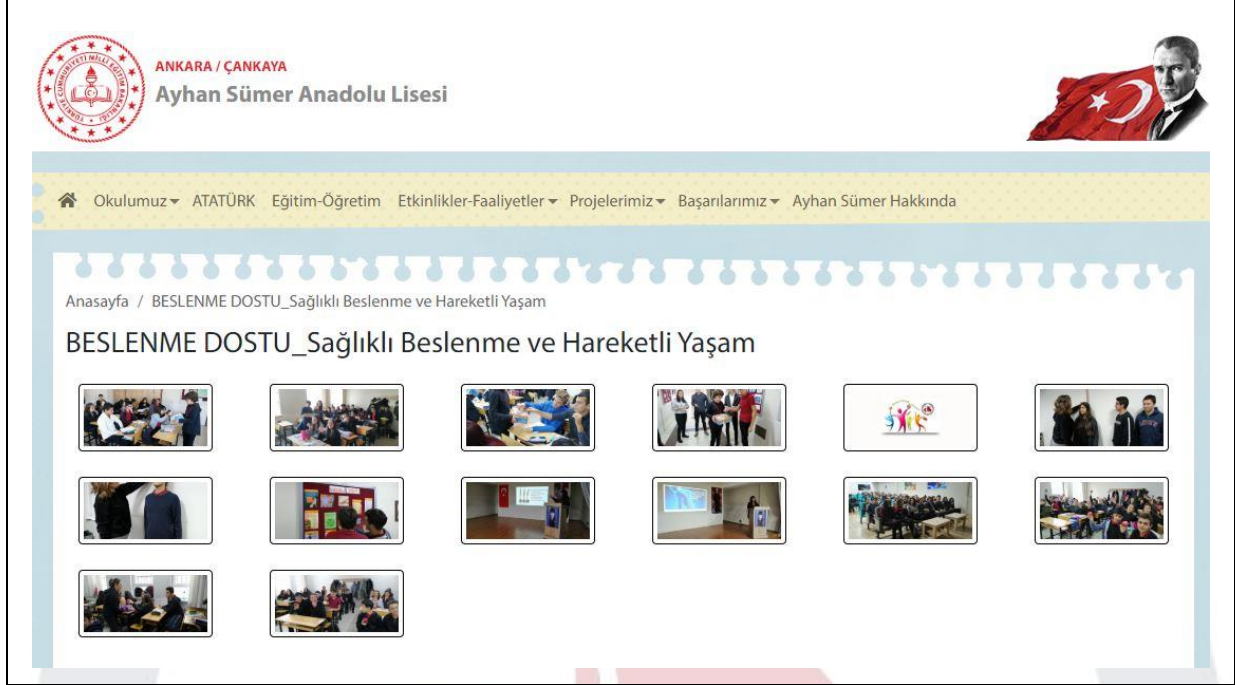 ANKARA / ÇANKAYA
Ayhan Sümer Anadolu Lisesi
Okulumuz ATATÜRK Eğitim-Öğretim Etkinlikler-Faaliyetler Projelerimiz Başarılarımız Ayhan Sümer Hakkında
Anasayfa / BESLENME DOSTU_Sağlıklı Beslenme ve Hareketli Yaşam
BESLENME DOSTU_Sağlıklı Beslenme ve Hareketli Yaşam